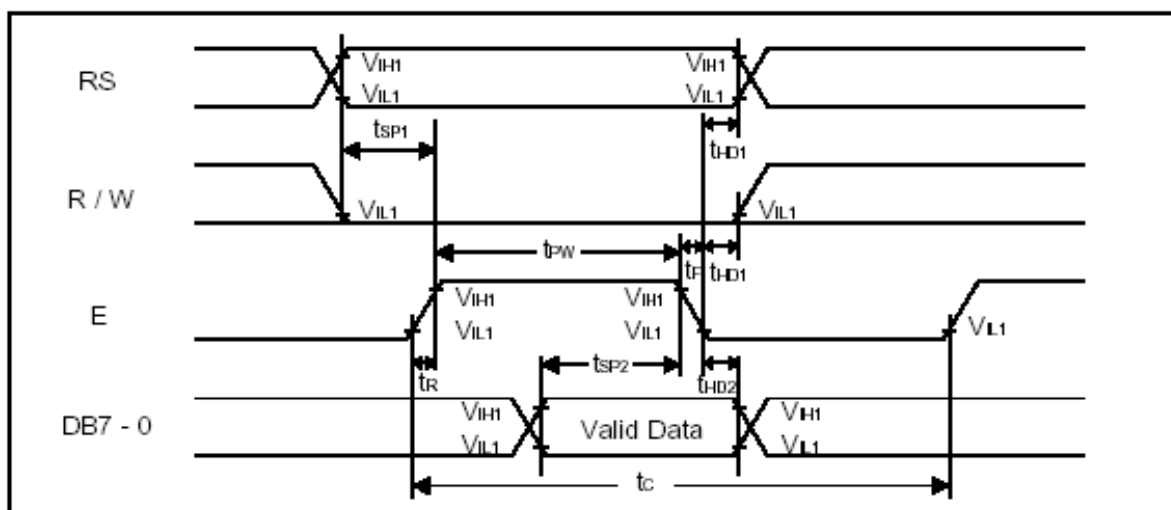 RS
VIH1 VIH1
VIL1 VIL1
tSP1
tHD1
R / W
VIL1 VIL1
tPW
tF tHD1
E
VIH1 VIH1
VIL1 VIL1 VIL1
tR
tSP2
tHD2
DB7 - 0
VIH1 Valid Data VIH1
VIL1 VIL1
tC